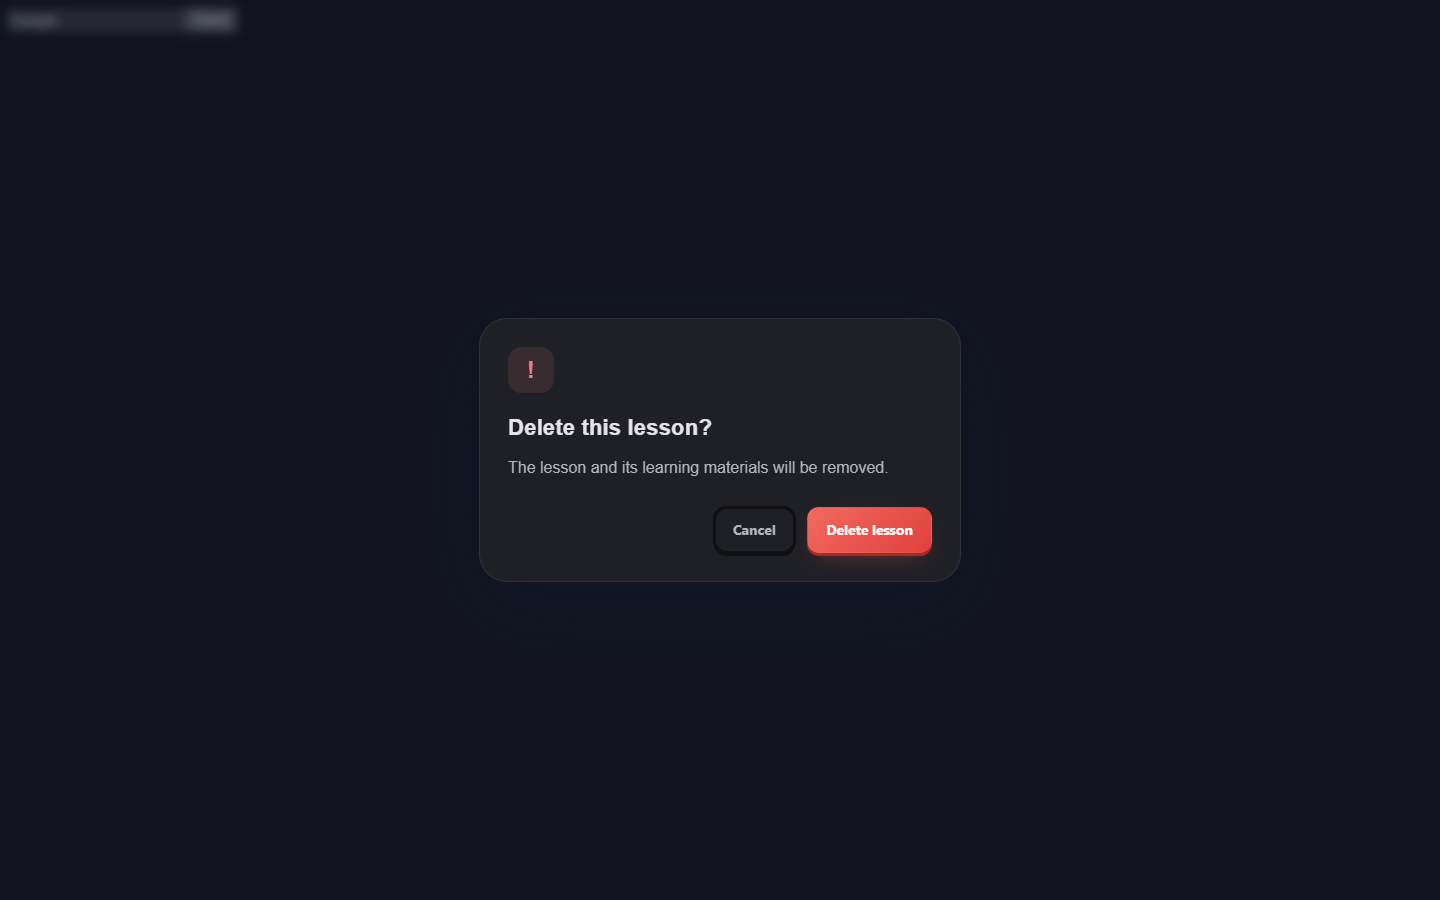 !
Delete this lesson?
The lesson and its learning materials will be removed.
Cancel
Delete lesson